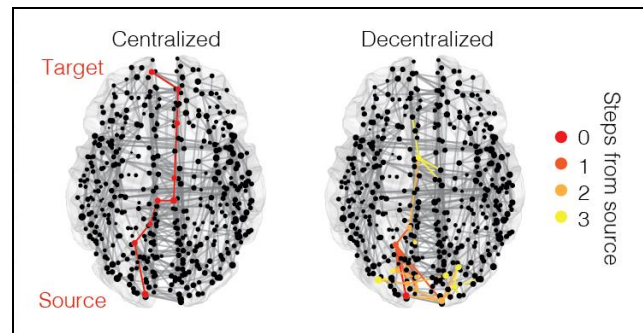 Centralized
Decentralized
Target
Source
Steps from source
0
1
2
3